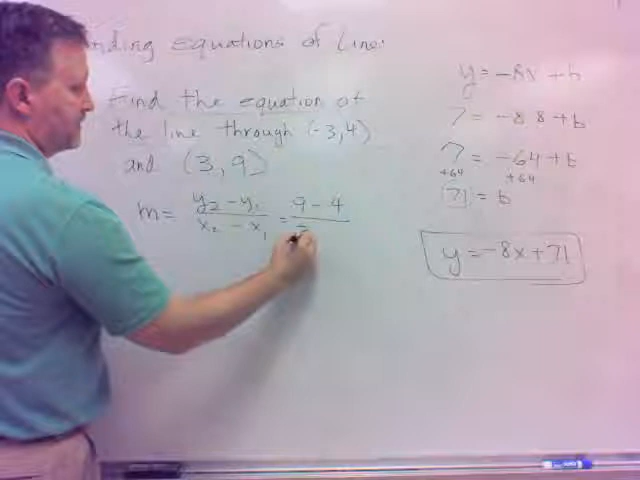 nding equations of Line:
Find the equation of
the line through (-3,4)
and (3,9)
m = y₂ - y₁ / x₂ - x₁ = 9 - 4 / 3
y = -8x + b
7 = -8 8 + b
7 = -64 + b
+64 +64
71 = b
y = -8x + 71